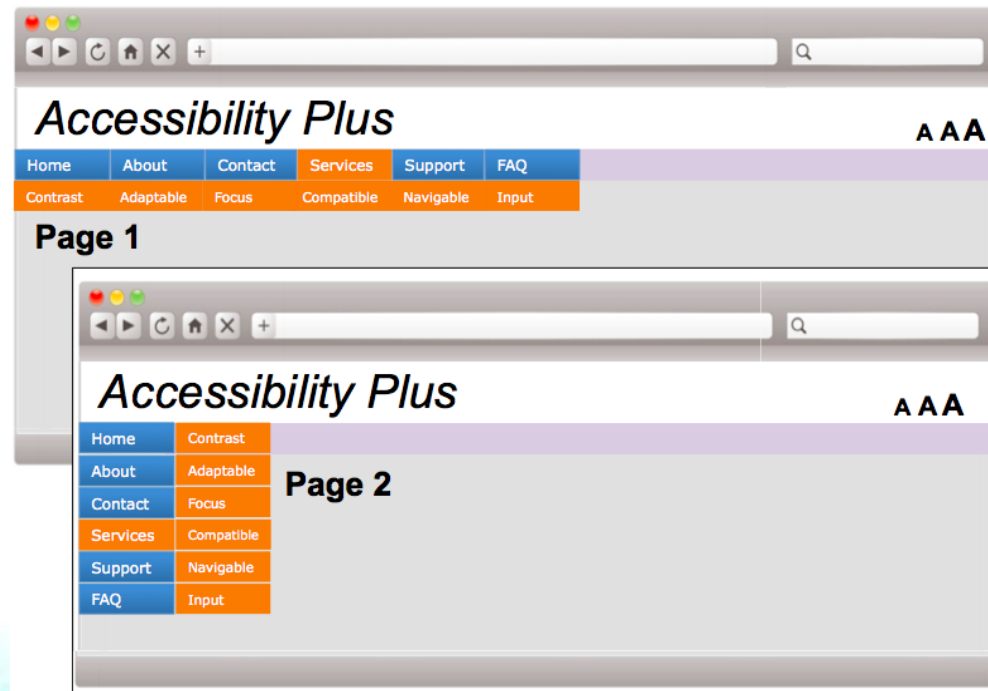 Accessibility Plus
A A A
Home About Contact Services Support FAQ
Contrast Adaptable Focus Compatible Navigable Input
Page 1
Accessibility Plus
A A A
Home Contrast
About Adaptable
Page 2
Contact Focus
Services Compatible
Support Navigable
FAQ Input